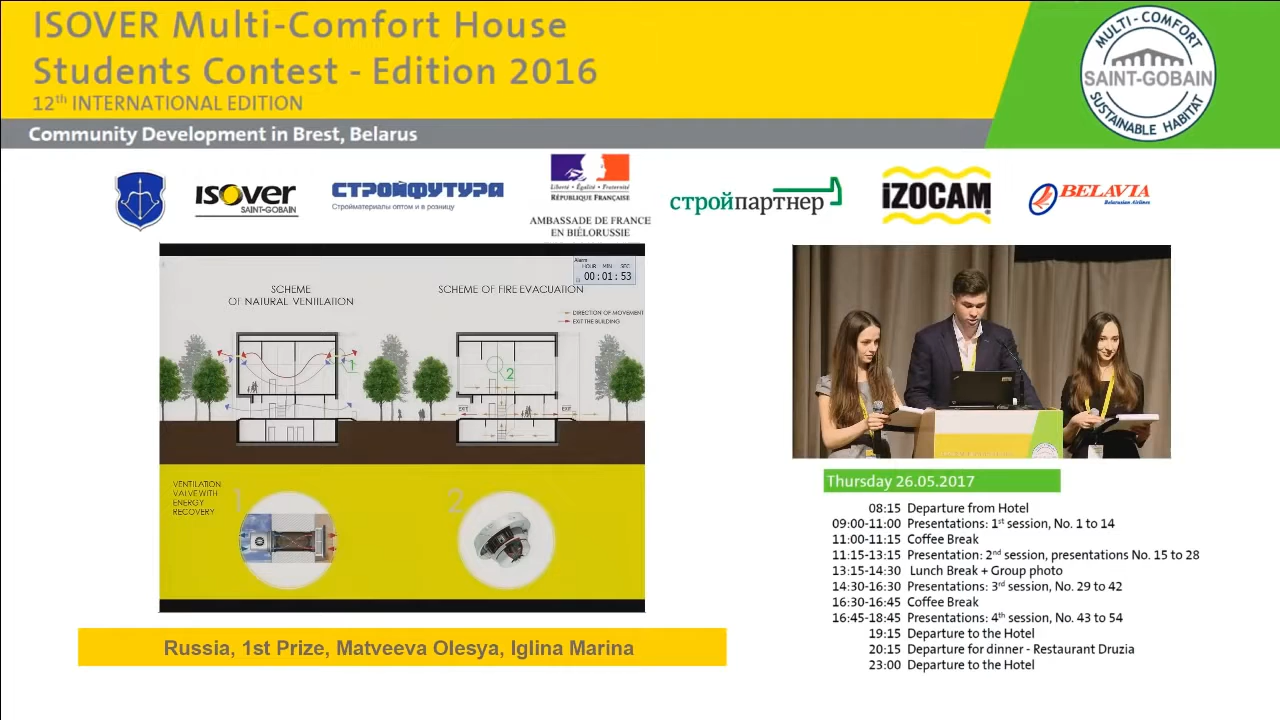 ISOVER Multi-Comfort House
Students Contest - Edition 2016
12th INTERNATIONAL EDITION
Community Development in Brest, Belarus
MULTI-COMFORT
SAINT-GOBAIN
SUSTAINABLE HABITAT
isover
SAINT-GOBAIN
СТРОЙФУТУРА
Стройматериалы оптом и в розницу
Liberté • Égalité • Fraternité
RÉPUBLIQUE FRANÇAISE
AMBASSADE DE FRANCE
EN BIÉLORUSSIE
стройпартнер
iZOCAM
BELAVIA
Belarusian Airlines
Alarm
HOUR MIN SEC
00:01:53
SCHEME
OF NATURAL VENTILATION
SCHEME OF FIRE EVACUATION
DIRECTION OF MOVEMENT
EXIT THE BUILDING
1
2
EXIT
EXIT
VENTILATION
VALVE WITH
ENERGY
RECOVERY
1
2
Russia, 1st Prize, Matveeva Olesya, Iglina Marina
Thursday 26.05.2017
08:15 Departure from Hotel
09:00-11:00 Presentations: 1st session, No. 1 to 14
11:00-11:15 Coffee Break
11:15-13:15 Presentation: 2nd session, presentations No. 15 to 28
13:15-14:30 Lunch Break + Group photo
14:30-16:30 Presentations: 3rd session, No. 29 to 42
16:30-16:45 Coffee Break
16:45-18:45 Presentations: 4th session, No. 43 to 54
19:15 Departure to the Hotel
20:15 Departure for dinner - Restaurant Druzia
23:00 Departure to the Hotel